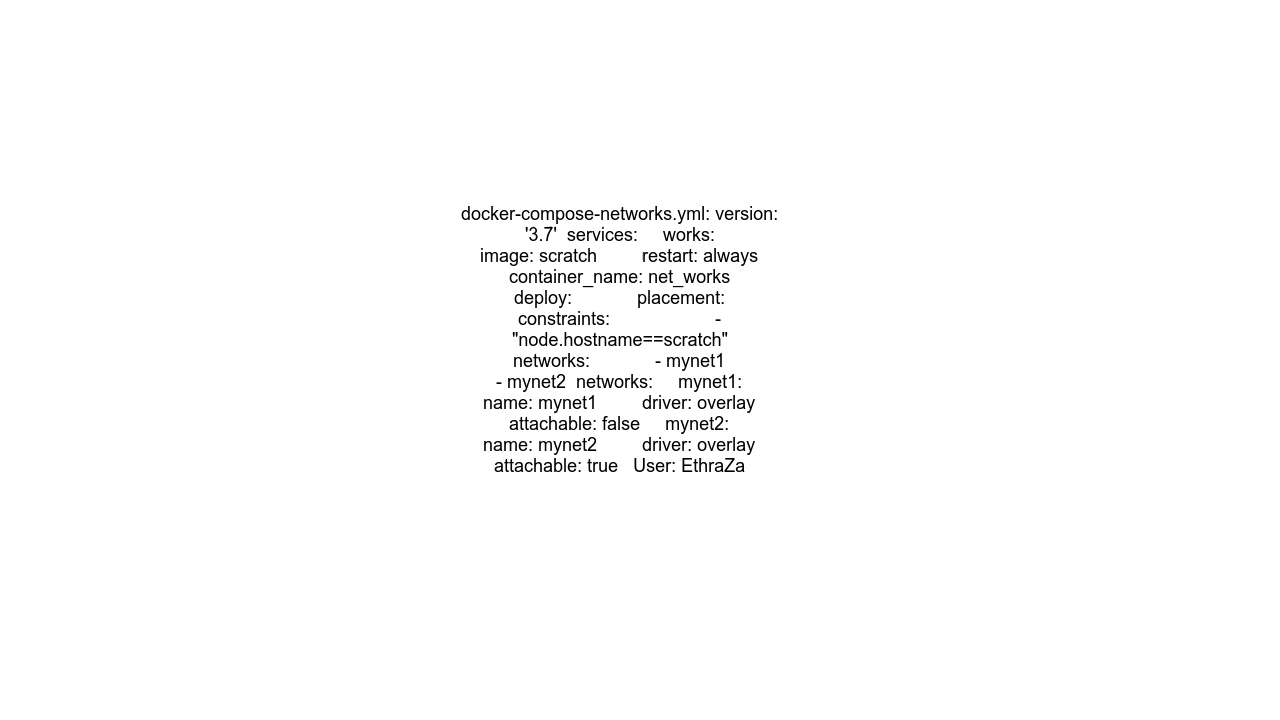 docker-compose-networks.yml: version:
'3.7'  services:     works:
image: scratch         restart: always
container_name: net_works
deploy:             placement:
constraints:                     -
"node.hostname==scratch"
networks:             - mynet1
- mynet2  networks:     mynet1:
name: mynet1         driver: overlay
attachable: false     mynet2:
name: mynet2         driver: overlay
attachable: true   User: EthraZa